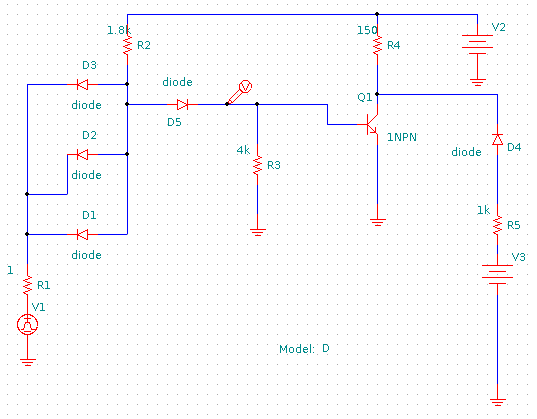 1.8k
R2
150
R4
V2
D3
diode
diode
D5
V
Q1
1NPN
D2
diode
4k
R3
diode
D4
D1
diode
1k
R5
1
R1
V1
V3
Model: D